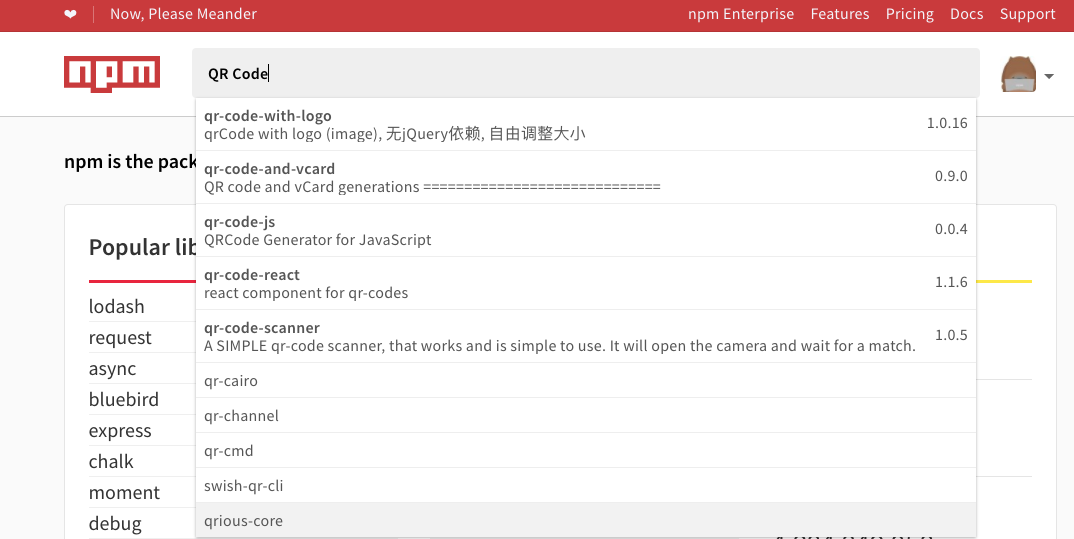 ❤ Now, Please Meander npm Enterprise Features Pricing Docs Support
npm QR Code
qr-code-with-logo
qrCode with logo (image), 无jQuery依赖, 自由调整大小 1.0.16
qr-code-and-vcard
QR code and vCard generations ============================= 0.9.0
qr-code-js
QRCode Generator for JavaScript 0.0.4
qr-code-react
react component for qr-codes 1.1.6
qr-code-scanner
A SIMPLE qr-code scanner, that works and is simple to use. It will open the camera and wait for a match. 1.0.5
qr-cairo
qr-channel
qr-cmd
swish-qr-cli
qrious-core
npm is the pack
Popular lib
lodash
request
async
bluebird
express
chalk
moment
debug